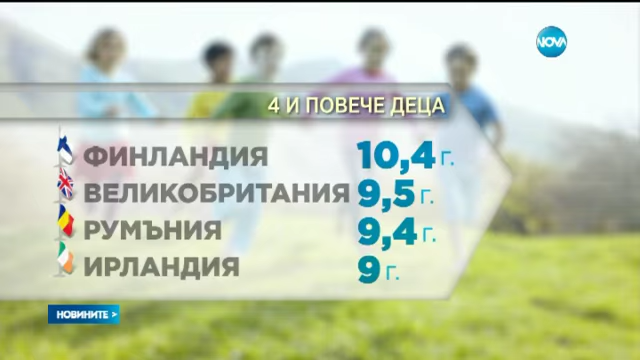 NOVA
4 И ПОВЕЧЕ ДЕЦА
ФИНЛАНДИЯ 10,4 г.
ВЕЛИКОБРИТАНИЯ 9,5 г.
РУМЪНИЯ 9,4 г.
ИРЛАНДИЯ 9 г.
НОВИНИТЕ >